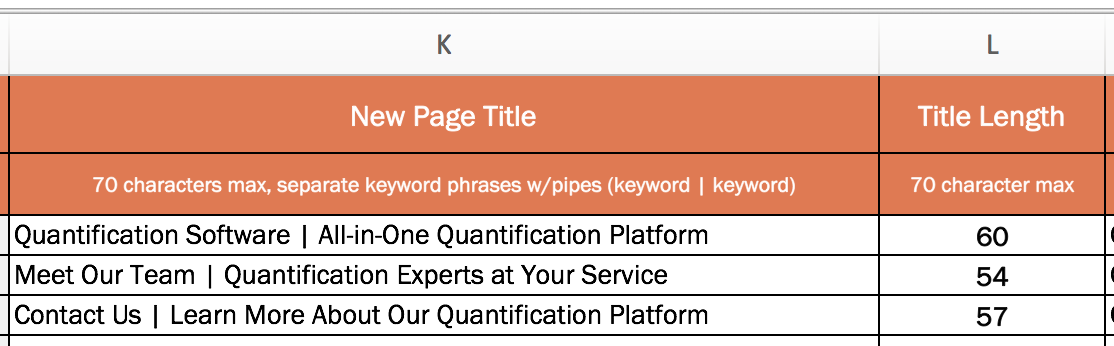 K L
New Page Title Title Length
70 characters max, separate keyword phrases w/pipes (keyword | keyword) 70 character max
Quantification Software | All-in-One Quantification Platform 60
Meet Our Team | Quantification Experts at Your Service 54
Contact Us | Learn More About Our Quantification Platform 57